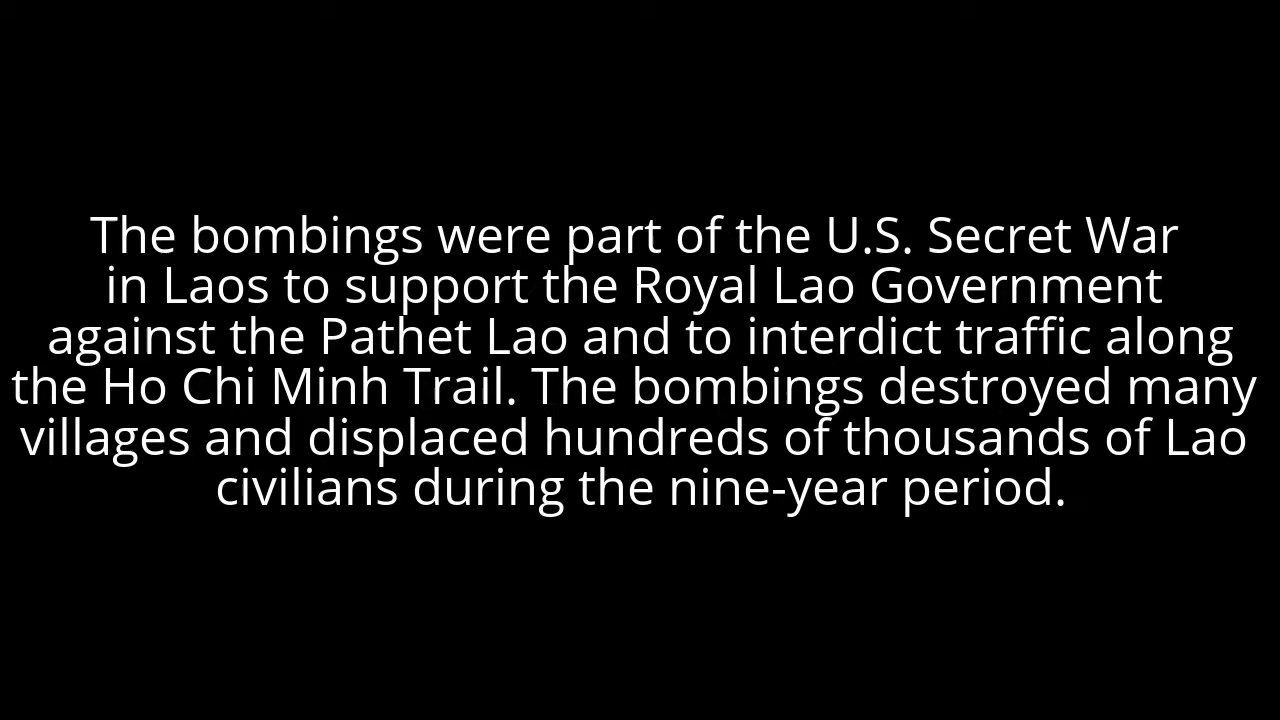 The bombings were part of the U.S. Secret War
in Laos to support the Royal Lao Government
against the Pathet Lao and to interdict traffic along
the Ho Chi Minh Trail. The bombings destroyed many
villages and displaced hundreds of thousands of Lao
civilians during the nine-year period.